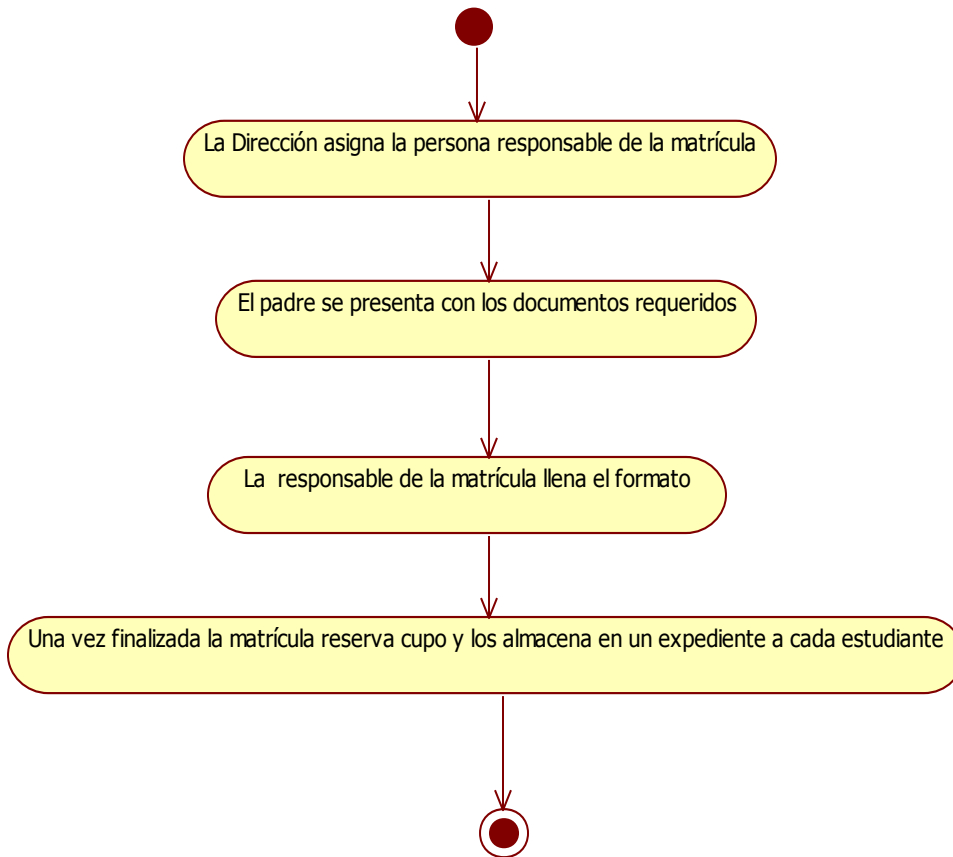 La Dirección asigna la persona responsable de la matrícula
El padre se presenta con los documentos requeridos
La  responsable de la matrícula llena el formato
Una vez finalizada la matrícula reserva cupo y los almacena en un expediente a cada estudiante